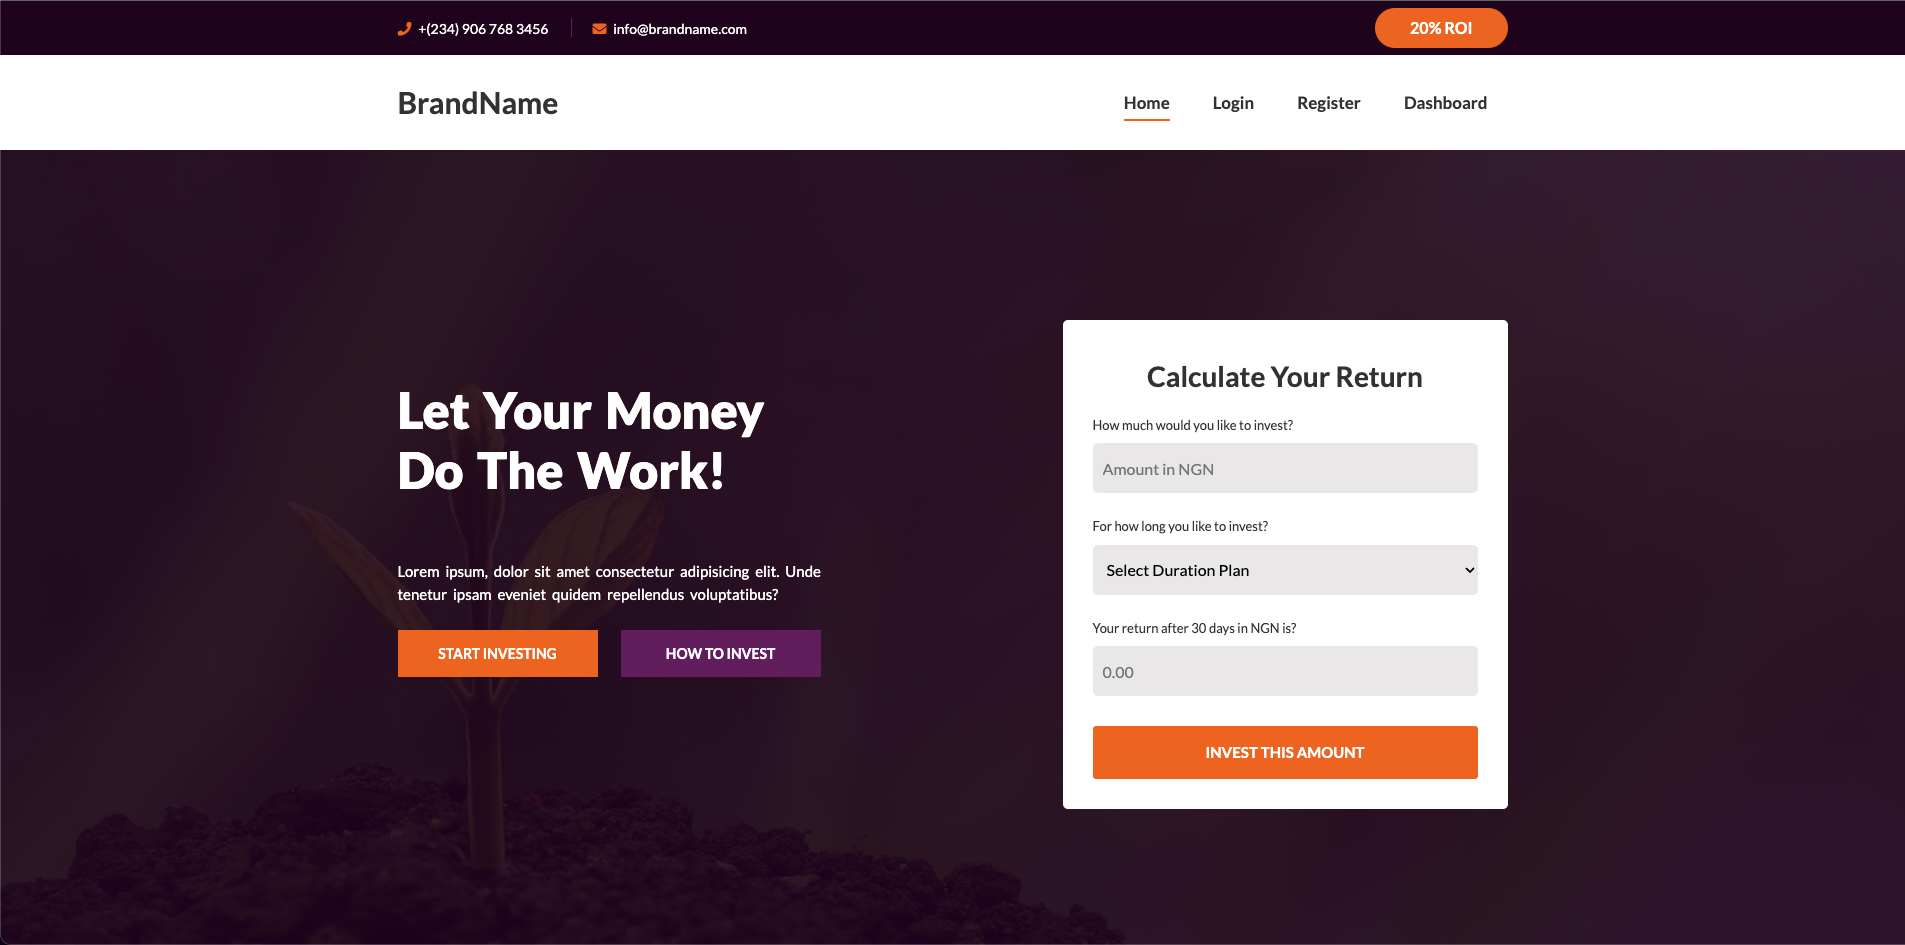 +(234) 906 768 3456
info@brandname.com
20% ROI
BrandName
Home
Login
Register
Dashboard
Let Your Money
Do The Work!
Lorem ipsum, dolor sit amet consectetur adipisicing elit. Unde
tenetur ipsam eveniet quidem repellendus voluptatibus?
START INVESTING
HOW TO INVEST
Calculate Your Return
How much would you like to invest?
Amount in NGN
For how long you like to invest?
Select Duration Plan
Your return after 30 days in NGN is?
0.00
INVEST THIS AMOUNT